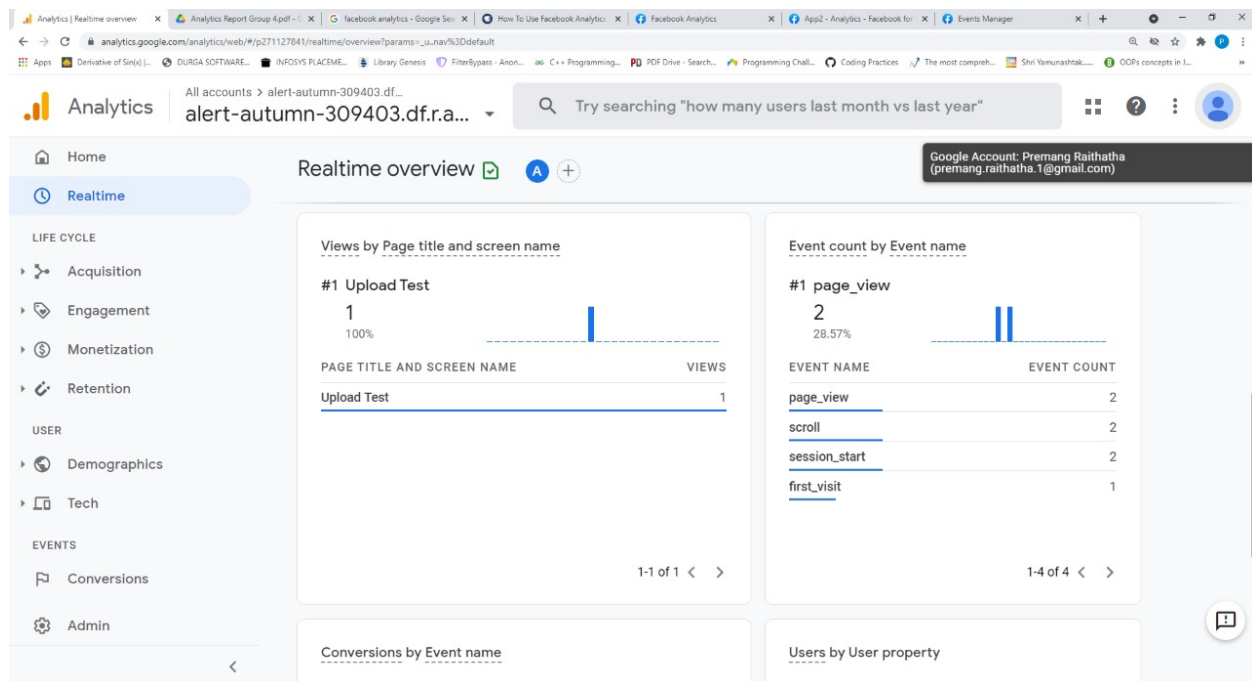 Analytics | Realtime overview
Analytics Report Group 4.pdf - G
facebook analytics - Google Sea
How To Use Facebook Analytics
Facebook Analytics
App2 - Analytics - Facebook for
Events Manager
analytics.google.com/analytics/web/#/p271127841/realtime/overview?params=_u..nav%3Ddefault
P
Apps
Derivative of Sin(x) |...
DURGA SOFTWARE...
INFOSYS PLACEME...
Library Genesis
FilterBypass - Anon...
C++ Programming...
PDF Drive - Search...
Programming Chall...
Coding Practices
The most compreh...
Shri Yamunashtak......
OOPs concepts in J...
Analytics
All accounts > alert-autumn-309403.df...
alert-autumn-309403.df.r.a...
Try searching "how many users last month vs last year"
Google Account: Premang Raithatha
(premang.raithatha.1@gmail.com)
Home
Realtime
LIFE CYCLE
Acquisition
Engagement
Monetization
Retention
USER
Demographics
Tech
EVENTS
Conversions
Admin
Realtime overview
A
Views by Page title and screen name
#1 Upload Test
1
100%
PAGE TITLE AND SCREEN NAME VIEWS
Upload Test 1
1-1 of 1
Event count by Event name
#1 page_view
2
28.57%
EVENT NAME EVENT COUNT
page_view 2
scroll 2
session_start 2
first_visit 1
1-4 of 4
Conversions by Event name
Users by User property